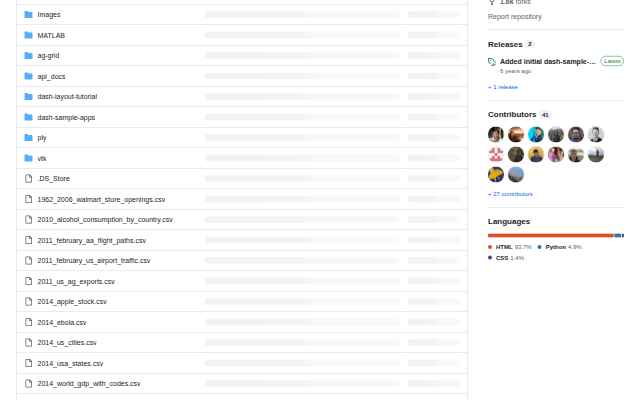 Images
MATLAB
ag-grid
api_docs
dash-layout-tutorial
dash-sample-apps
ply
vtk
.DS_Store
1962_2006_walmart_store_openings.csv
2010_alcohol_consumption_by_country.csv
2011_february_aa_flight_paths.csv
2011_february_us_airport_traffic.csv
2011_us_ag_exports.csv
2014_apple_stock.csv
2014_ebola.csv
2014_us_cities.csv
2014_usa_states.csv
2014_world_gdp_with_codes.csv
forks
Report repository
Releases 2
Added initial dash-sample-... Latest
5 years ago
+ 1 release
Contributors 41
+ 27 contributors
Languages
HTML 93.7% Python 4.9%
CSS 1.4%